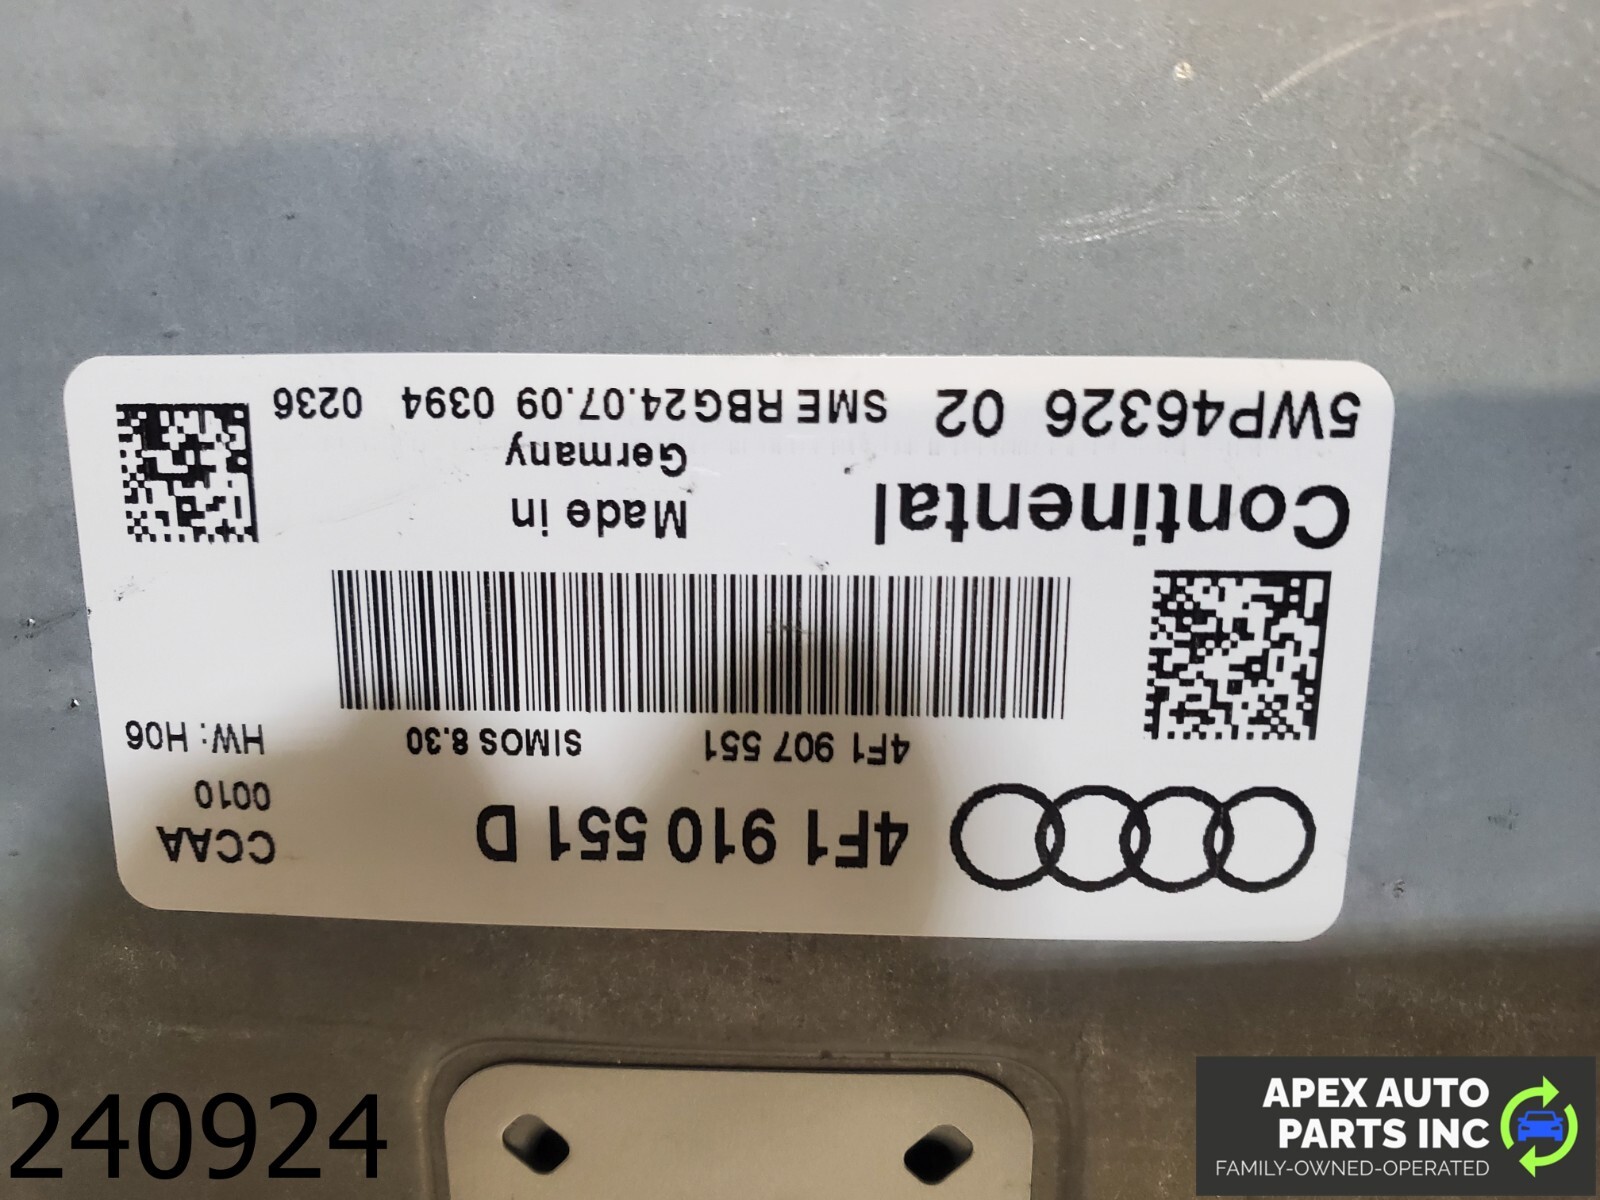 4F1 910 551 D CCAA
0010
4F1 907 551 SIMOS 8.30 HW: H06
Continental Made in
Germany
5WP46326 02 SME RBG24.07.09 0394 0236
240924
APEX AUTO
PARTS INC
FAMILY-OWNED-OPERATED